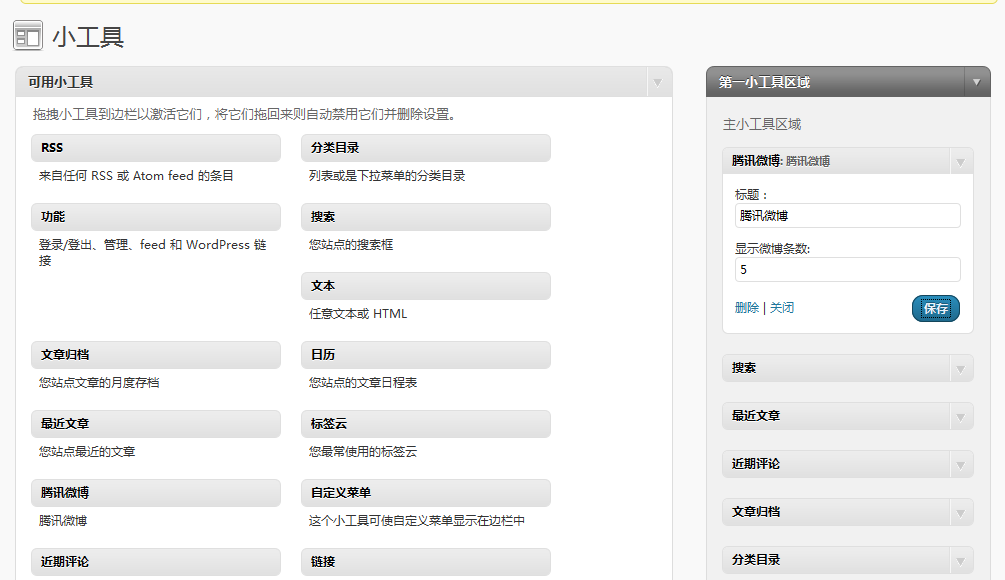 小工具
可用小工具
拖拽小工具到边栏以激活它们，将它们拖回来则自动禁用它们并删除设置。
RSS
来自任何 RSS 或 Atom feed 的条目
分类目录
列表或是下拉菜单的分类目录
功能
登录/登出、管理、feed 和 WordPress 链
接
搜索
您站点的搜索框
文本
任意文本或 HTML
文章归档
您站点文章的月度存档
日历
您站点的文章日程表
最近文章
您站点最近的文章
标签云
您最常使用的标签云
腾讯微博
腾讯微博
自定义菜单
这个小工具可使自定义菜单显示在边栏中
近期评论
链接
第一小工具区域
主小工具区域
腾讯微博: 腾讯微博
标题：
腾讯微博
显示微博条数:
5
删除 | 关闭
保存
搜索
最近文章
近期评论
文章归档
分类目录